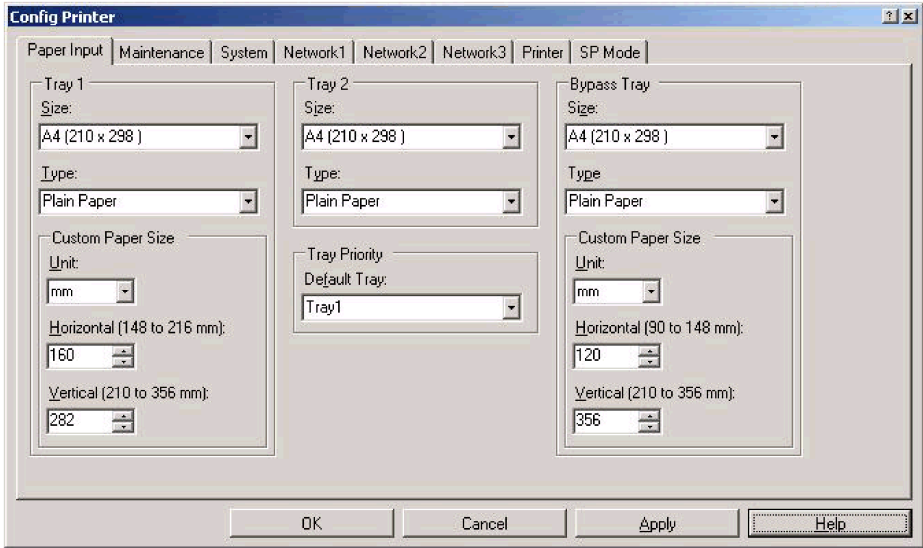 Config Printer
Paper Input Maintenance System Network1 Network2 Network3 Printer SP Mode
Tray 1
Size:
A4 (210 x 298 )
Type:
Plain Paper
Custom Paper Size
Unit:
mm
Horizontal (148 to 216 mm):
160
Vertical (210 to 356 mm):
282
Tray 2
Size:
A4 (210 x 298 )
Type:
Plain Paper
Tray Priority
Default Tray:
Tray1
Bypass Tray
Size:
A4 (210 x 298 )
Type
Plain Paper
Custom Paper Size
Unit:
mm
Horizontal (90 to 148 mm):
120
Vertical (210 to 356 mm):
356
OK Cancel Apply Help